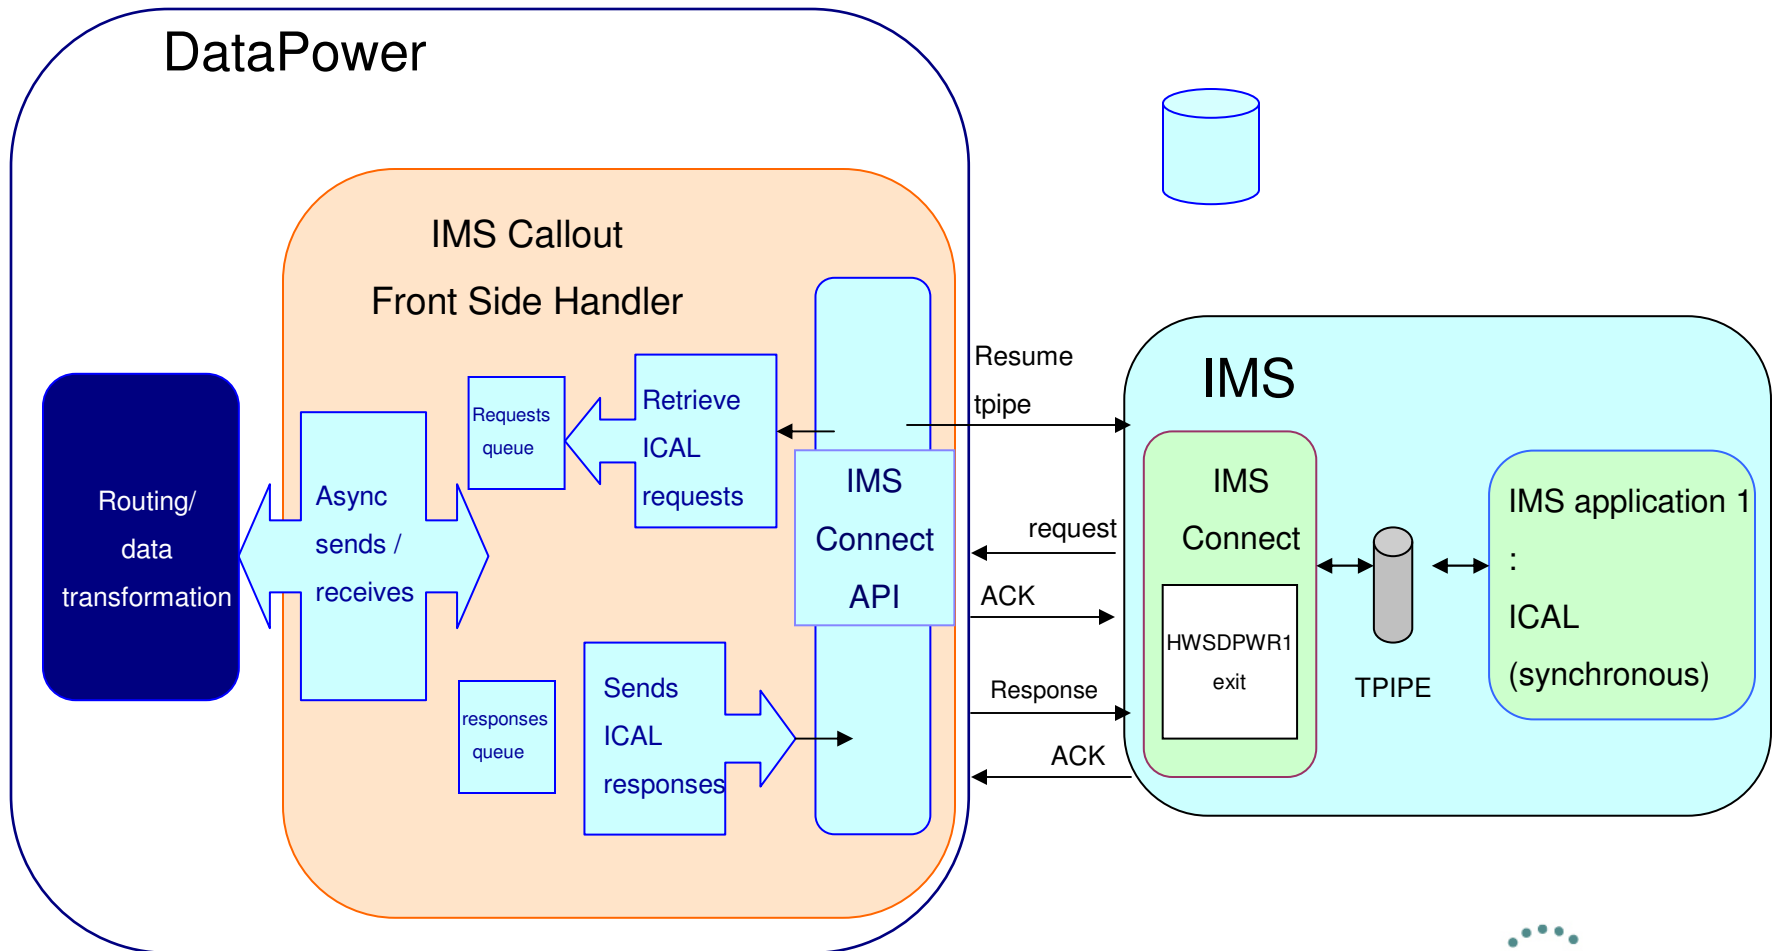 DataPower
IMS Callout
Front Side Handler
Routing/
data
transformation
Async
sends /
receives
Requests
queue
Retrieve
ICAL
requests
responses
queue
Sends
ICAL
responses
IMS
Connect
API
Resume
tpipe
request
ACK
Response
ACK
IMS
IMS
Connect
HWSDPWR1
exit
TPIPE
IMS application 1
:
ICAL
(synchronous)